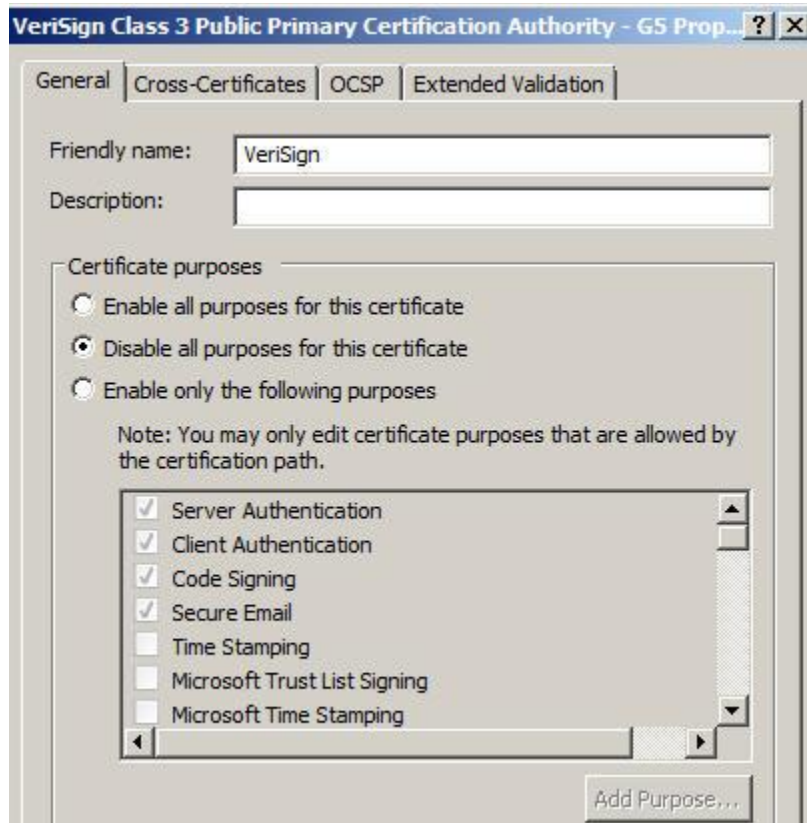 VeriSign Class 3 Public Primary Certification Authority - G5 Prop... ? X
General Cross-Certificates OCSP Extended Validation
Friendly name: VeriSign
Description:
Certificate purposes
Enable all purposes for this certificate
Disable all purposes for this certificate
Enable only the following purposes
Note: You may only edit certificate purposes that are allowed by
the certification path.
Server Authentication
Client Authentication
Code Signing
Secure Email
Time Stamping
Microsoft Trust List Signing
Microsoft Time Stamping
Add Purpose...